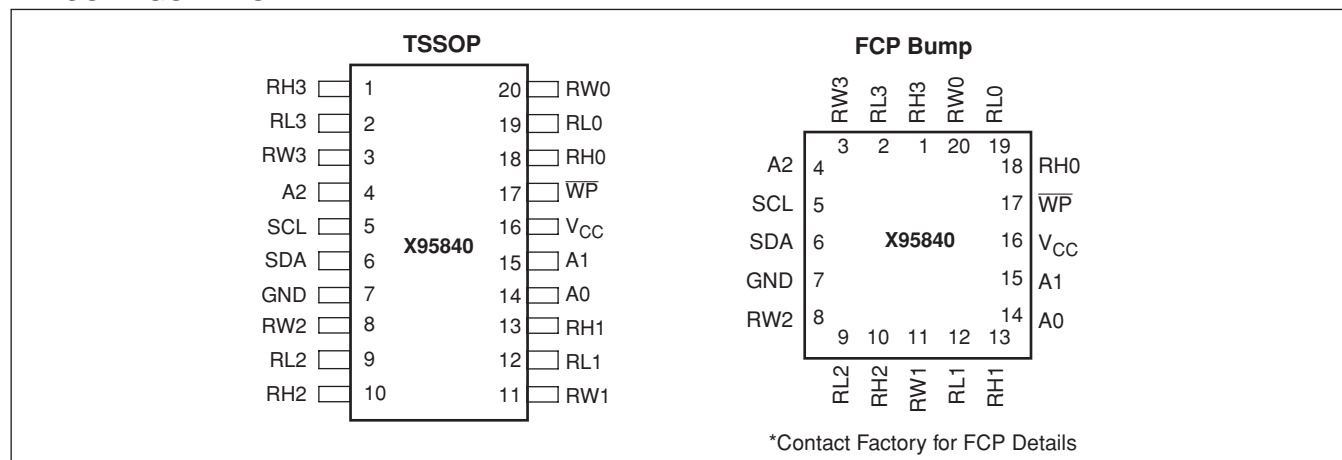 TSSOP
RH3 1 20 RW0
RL3 2 19 RL0
RW3 3 18 RH0
A2 4 17 W̅P̅
SCL 5 16 VCC
X95840
SDA 6 15 A1
GND 7 14 A0
RW2 8 13 RH1
RL2 9 12 RL1
RH2 10 11 RW1
FCP Bump
RW3 RL3 RH3 RW0 RL0
3 2 1 20 19
A2 4 18 RH0
SCL 5 17 W̅P̅
SDA 6 X95840 16 VCC
GND 7 15 A1
RW2 8 14 A0
9 10 11 12 13
RL2 RH2 RW1 RL1 RH1
*Contact Factory for FCP Details